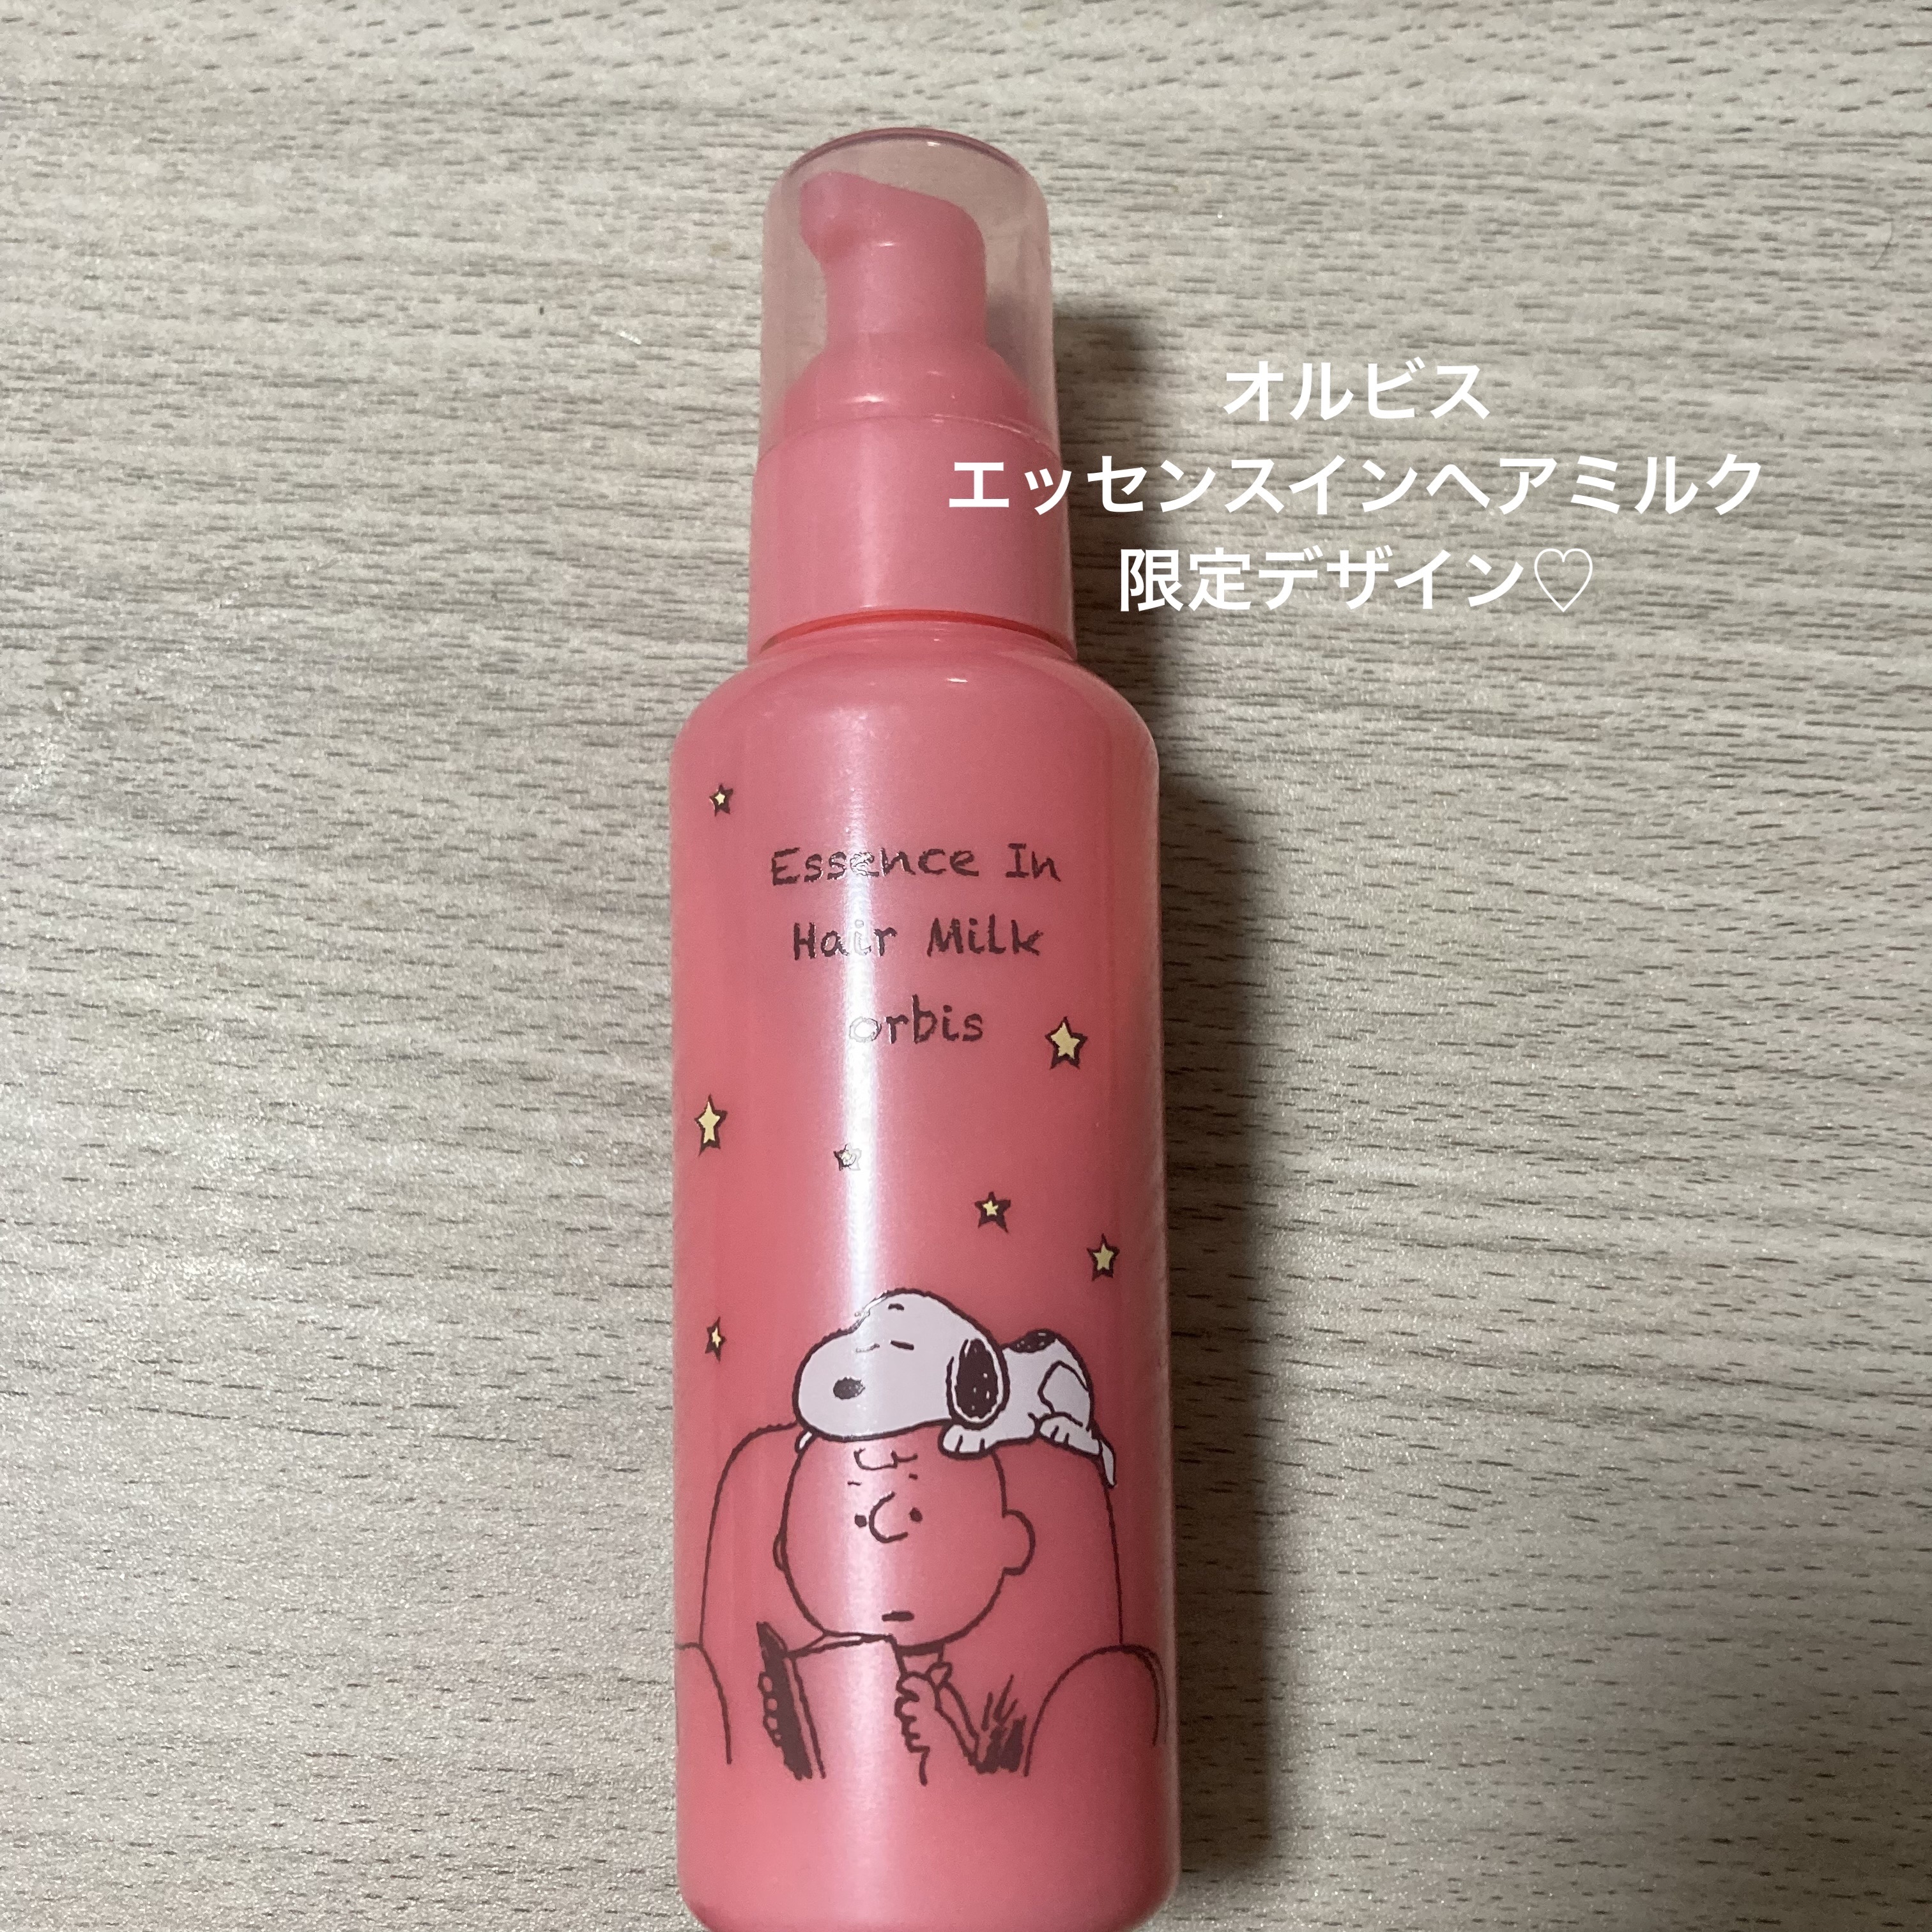 オルビス
エッセンスインヘアミルク
限定デザイン♡
Essence In
Hair Milk
orbis